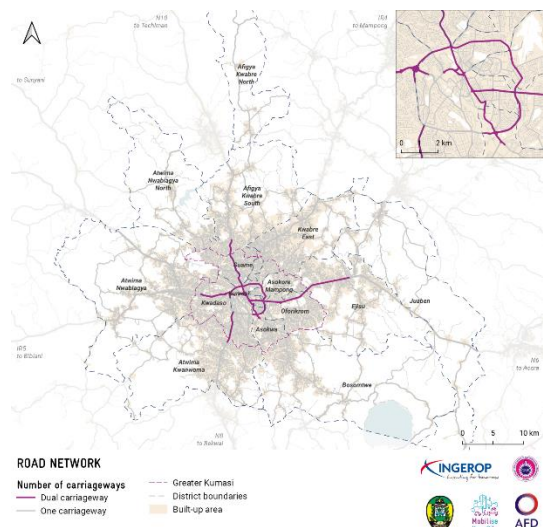 N10
to Techiman
IR4
to Mampong
to Sunyani
Afigya
Kwabre
North
Atwima
Nwabiagya
North
Afigya
Kwabre
South
Kwabre
East
Suame
Atwima
Nwabiagya
Asokore
Mampong
Kwadaso
Oforikrom
Ejisu
Juaben
Asokwa
Atwima
Kwanwoma
Bosomtwe
IR5
to Bibiani
N6
to Accra
N8
to Bekwai
0 2 km
0 5 10 km
ROAD NETWORK
Number of carriageways
Dual carriageway
One carriageway
Greater Kumasi
District boundaries
Built-up area
INGEROP
Mobilise
AFD